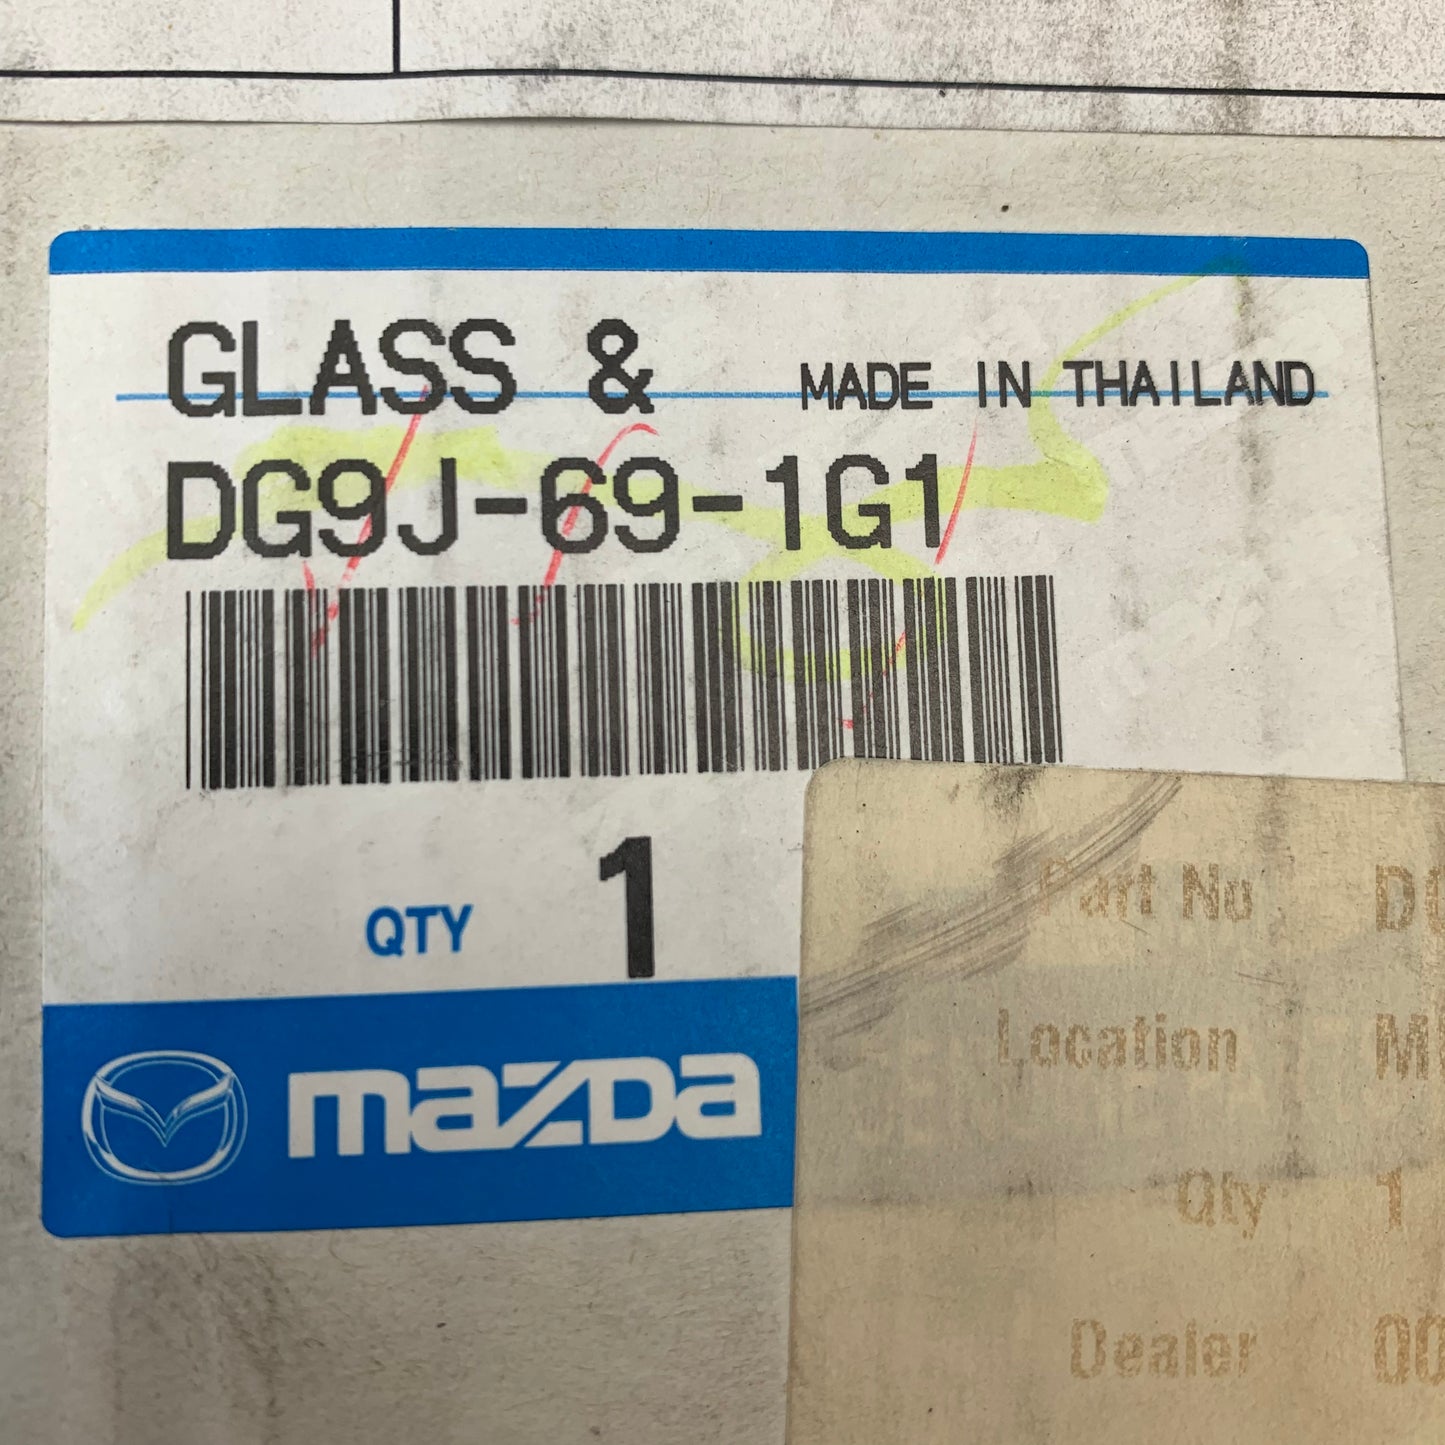 GLASS & MADE IN THAILAND
DG9J-69-1G1
QTY 1
mazda
Part No
Location
Qty 1
Dealer